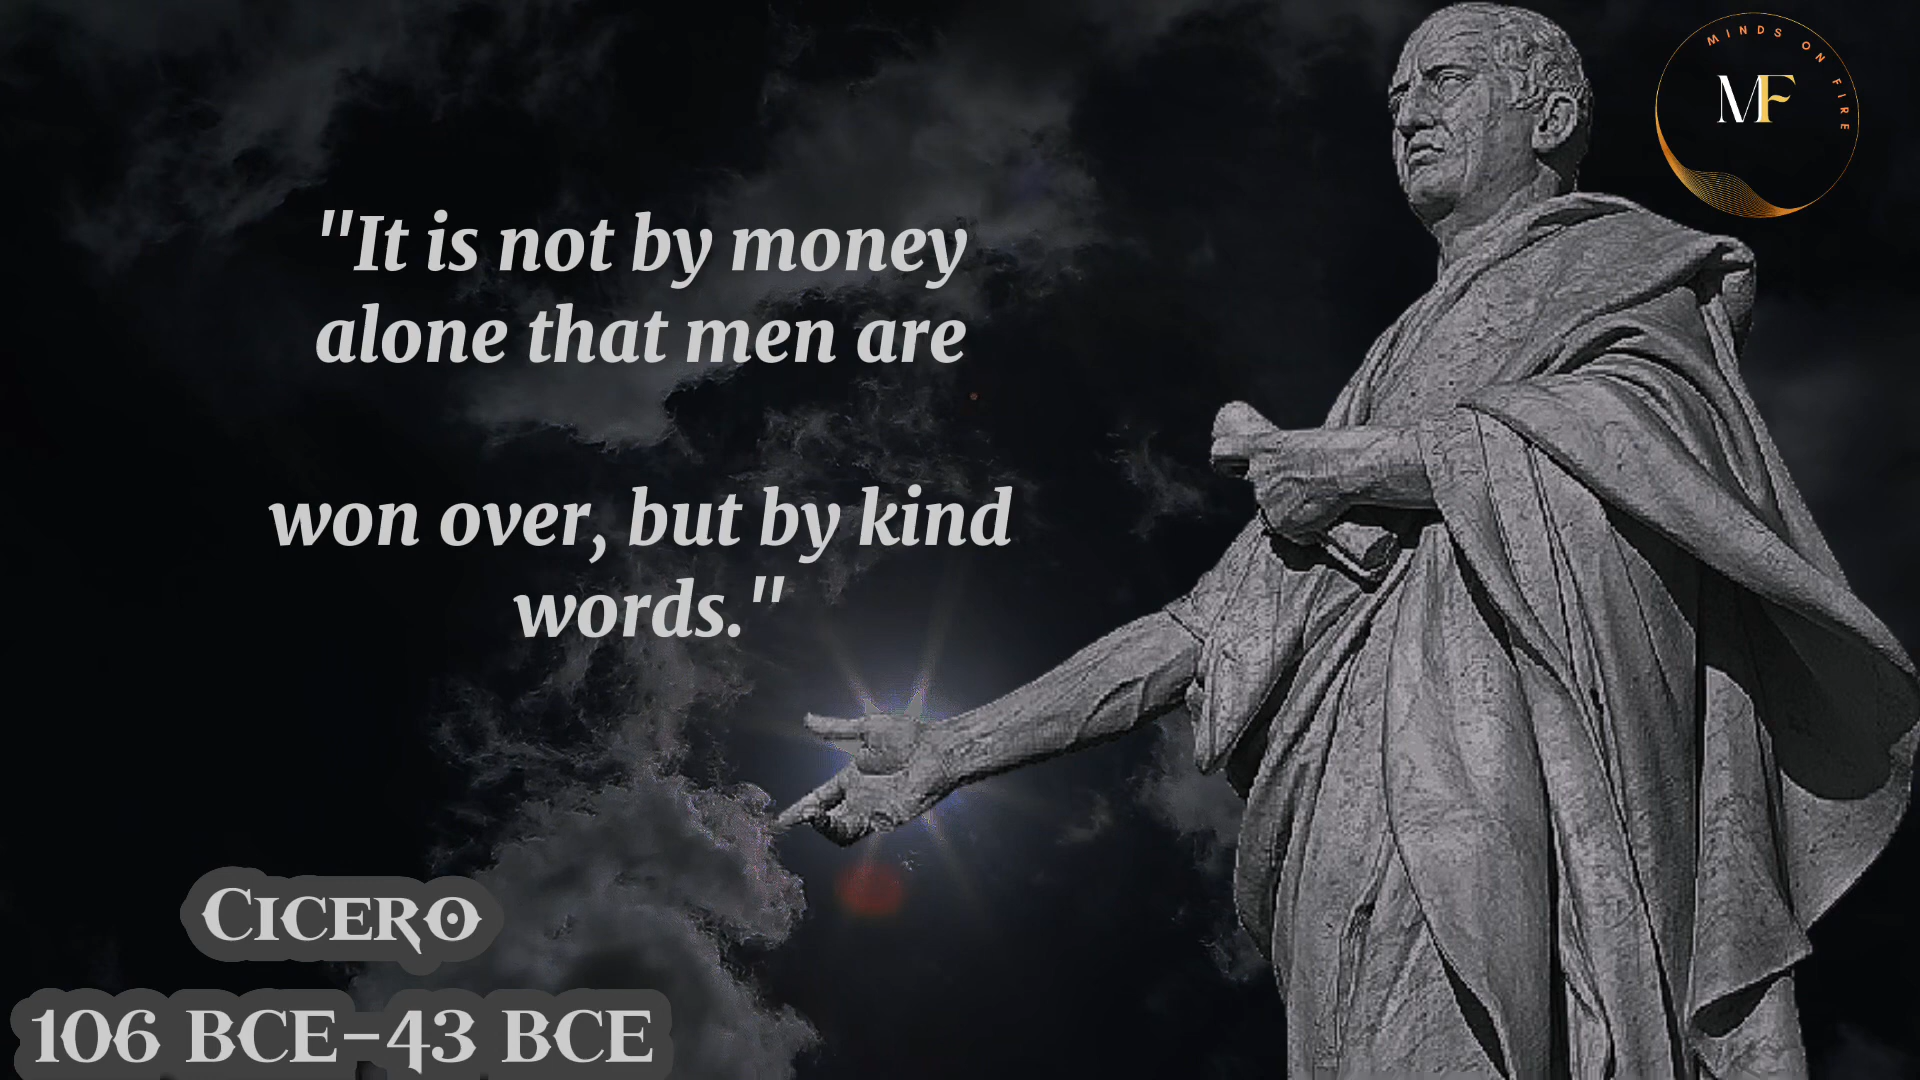 MINDS ON FIRE
MF
"It is not by money
alone that men are
won over, but by kind
words."
Cicero
106 BCE-43 BCE